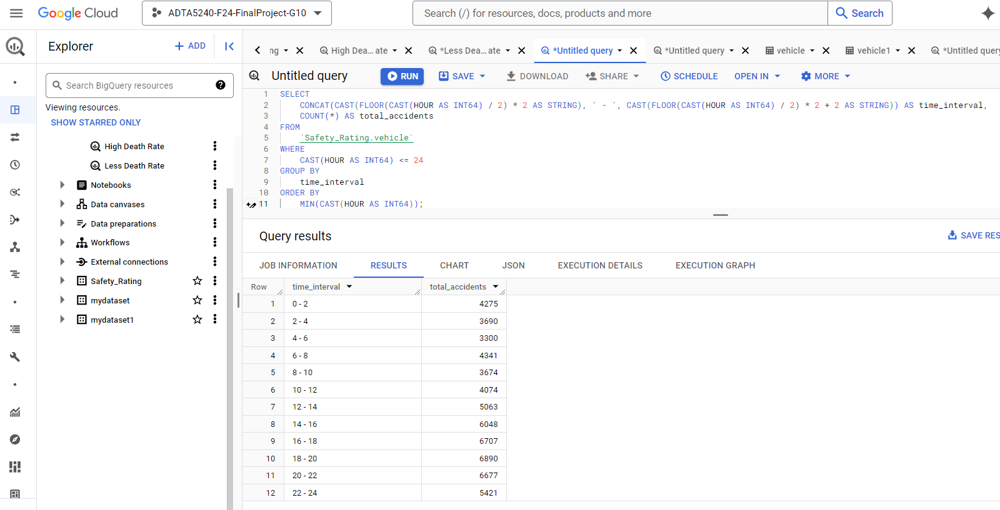 Google Cloud
ADTA5240-F24-FinalProject-G10
Search (/) for resources, docs, products and more
Search
Explorer
ADD
ng
High Dea... ate
*Less Dea... ate
*Untitled query
*Untitled query
vehicle
vehicle1
*Untitled query
Search BigQuery resources
Viewing resources.
SHOW STARRED ONLY
High Death Rate
Less Death Rate
Notebooks
Data canvases
Data preparations
Workflows
External connections
Safety_Rating
mydataset
mydataset1
Untitled query
RUN
SAVE
DOWNLOAD
SHARE
SCHEDULE
OPEN IN
MORE
1 SELECT
2 CONCAT(CAST(FLOOR(CAST(HOUR AS INT64) / 2) * 2 AS STRING), ' - ', CAST(FLOOR(CAST(HOUR AS INT64) / 2) * 2 + 2 AS STRING)) AS time_interval,
3 COUNT(*) AS total_accidents
4 FROM
5 `Safety_Rating.vehicle`
6 WHERE
7 CAST(HOUR AS INT64) <= 24
8 GROUP BY
9 time_interval
10 ORDER BY
11 MIN(CAST(HOUR AS INT64));
Query results
SAVE RES
JOB INFORMATION RESULTS CHART JSON EXECUTION DETAILS EXECUTION GRAPH
Row time_interval total_accidents
1 0 - 2 4275
2 2 - 4 3690
3 4 - 6 3300
4 6 - 8 4341
5 8 - 10 3674
6 10 - 12 4074
7 12 - 14 5063
8 14 - 16 6048
9 16 - 18 6707
10 18 - 20 6890
11 20 - 22 6677
12 22 - 24 5421